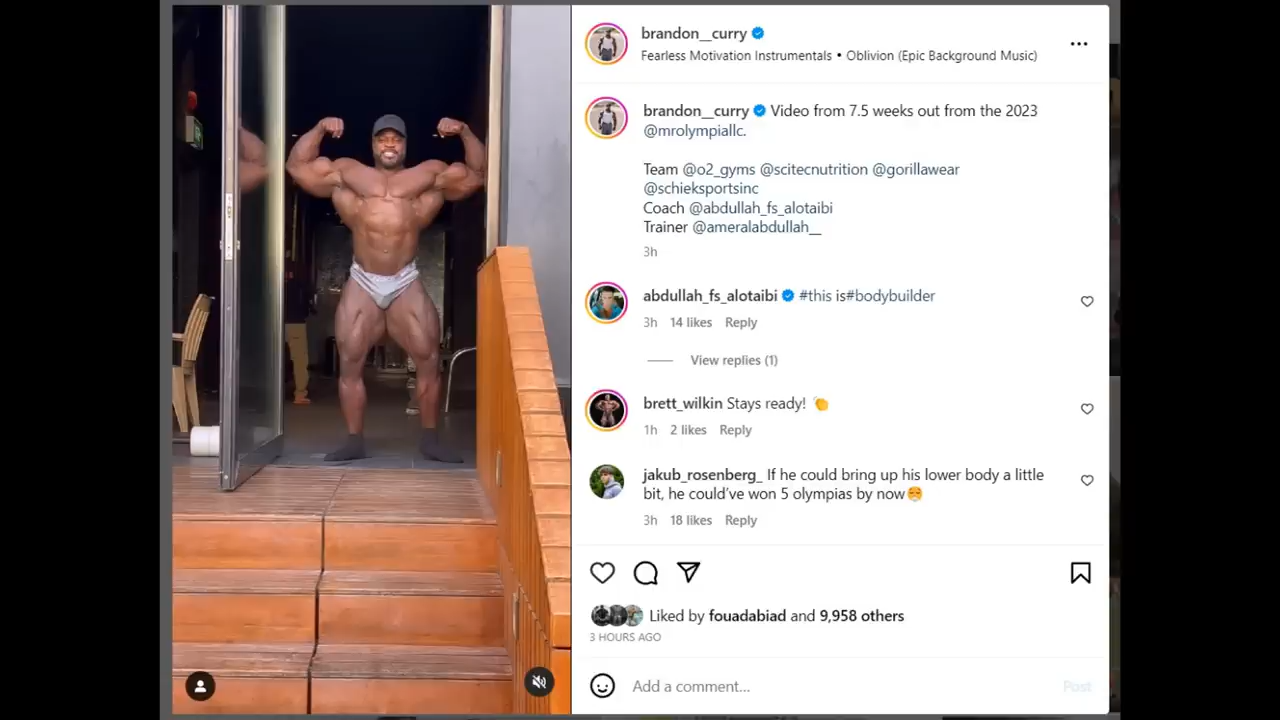 brandon__curry
Fearless Motivation Instrumentals • Oblivion (Epic Background Music)
brandon__curry Video from 7.5 weeks out from the 2023
@mrolympiallc.
Team @o2_gyms @scitecnutrition @gorillawear
@schieksportsinc
Coach @abdullah_fs_alotaibi
Trainer @ameralabdullah__
3h
abdullah_fs_alotaibi #this is#bodybuilder
3h 14 likes Reply
View replies (1)
brett_wilkin Stays ready! 👏
1h 2 likes Reply
jakub_rosenberg_ If he could bring up his lower body a little
bit, he could’ve won 5 olympias by now😤
3h 18 likes Reply
Liked by fouadabiad and 9,958 others
3 HOURS AGO
Add a comment...
Post